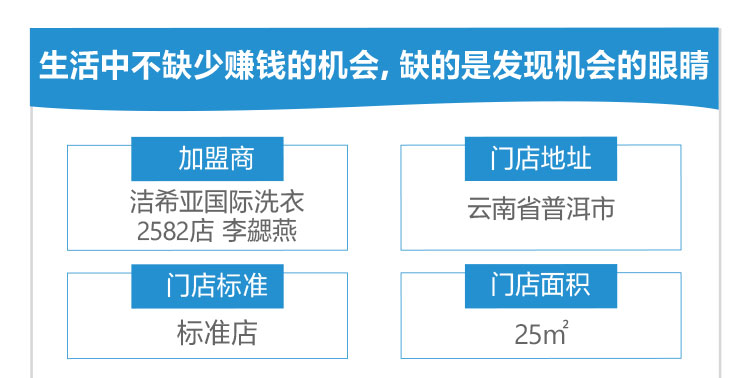 生活中不缺少赚钱的机会,缺的是发现机会的眼睛
加盟商
洁希亚国际洗衣
2582店 李勰燕
门店地址
云南省普洱市
门店标准
标准店
门店面积
25㎡